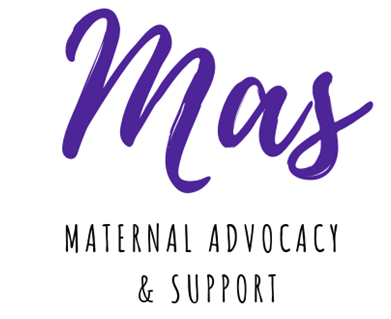 Mas
MATERNAL ADVOCACY
& SUPPORT